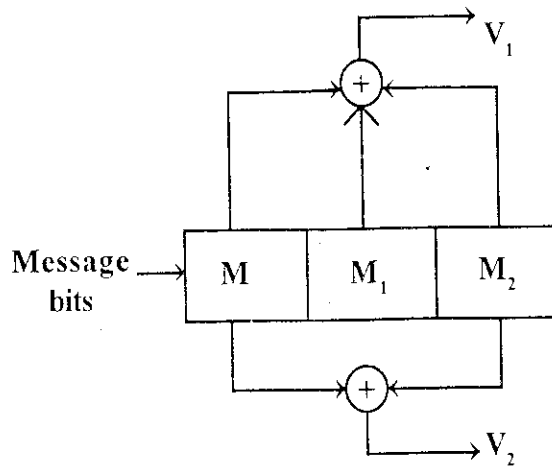 V₁
+
Message
bits
M
M₁
M₂
+
V₂